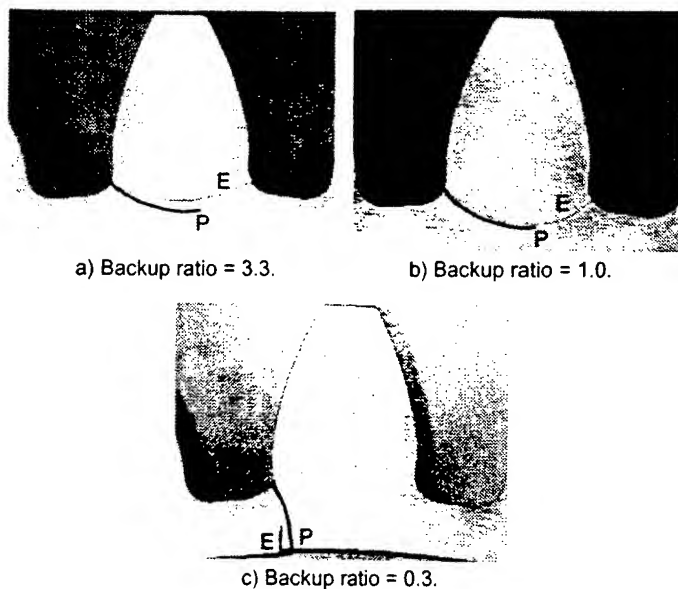 E
P
E
P
a) Backup ratio = 3.3.
b) Backup ratio = 1.0.
E P
c) Backup ratio = 0.3.